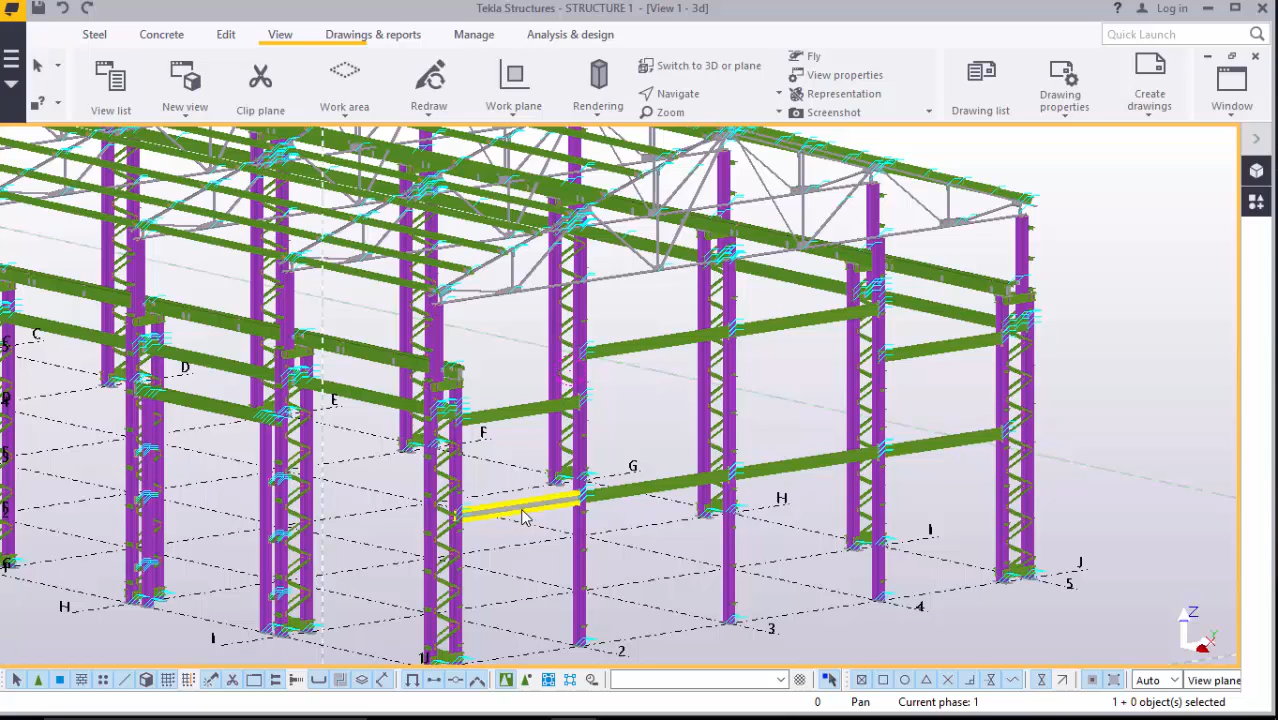 Tekla Structures - STRUCTURE 1 - [View 1 - 3d]
? Log in
Steel Concrete Edit View Drawings & reports Manage Analysis & design
Quick Launch
View list
New view
Clip plane
Work area
Redraw
Work plane
Rendering
Switch to 3D or plane
Navigate
Zoom
Fly
View properties
Representation
Screenshot
Drawing list
Drawing properties
Create drawings
Window
C
D
E
F
G
H
I
J
5
4
3
2
H
I
Z
Auto
View plane
0 Pan Current phase: 1 1 + 0 object(s) selected